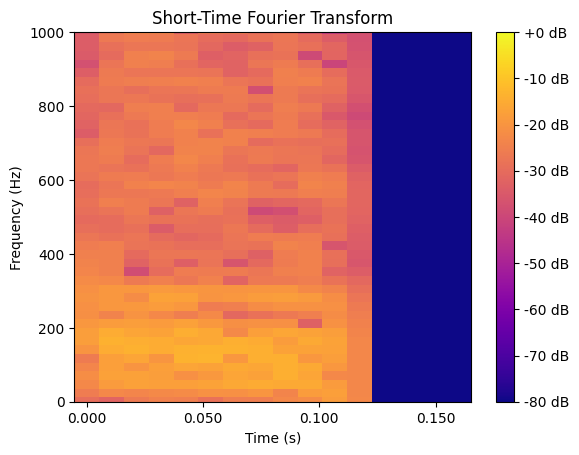 Short-Time Fourier Transform
1000
800
600
400
200
0
Frequency (Hz)
0.000
0.050
0.100
0.150
Time (s)
+0 dB
-10 dB
-20 dB
-30 dB
-40 dB
-50 dB
-60 dB
-70 dB
-80 dB